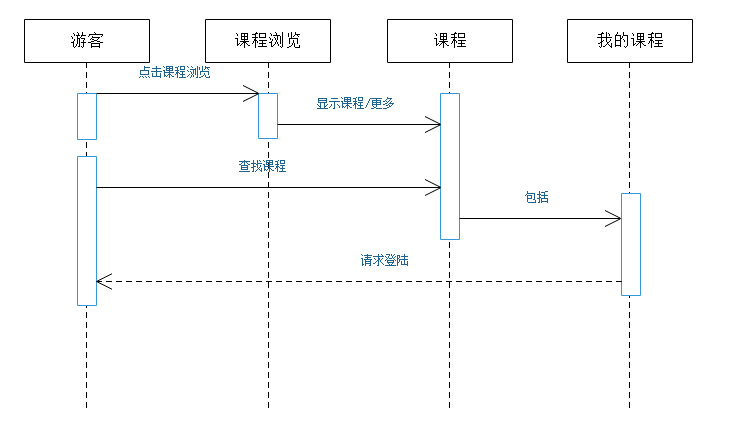 游客
课程浏览
课程
我的课程
点击课程浏览
显示课程/更多
查找课程
包括
请求登陆